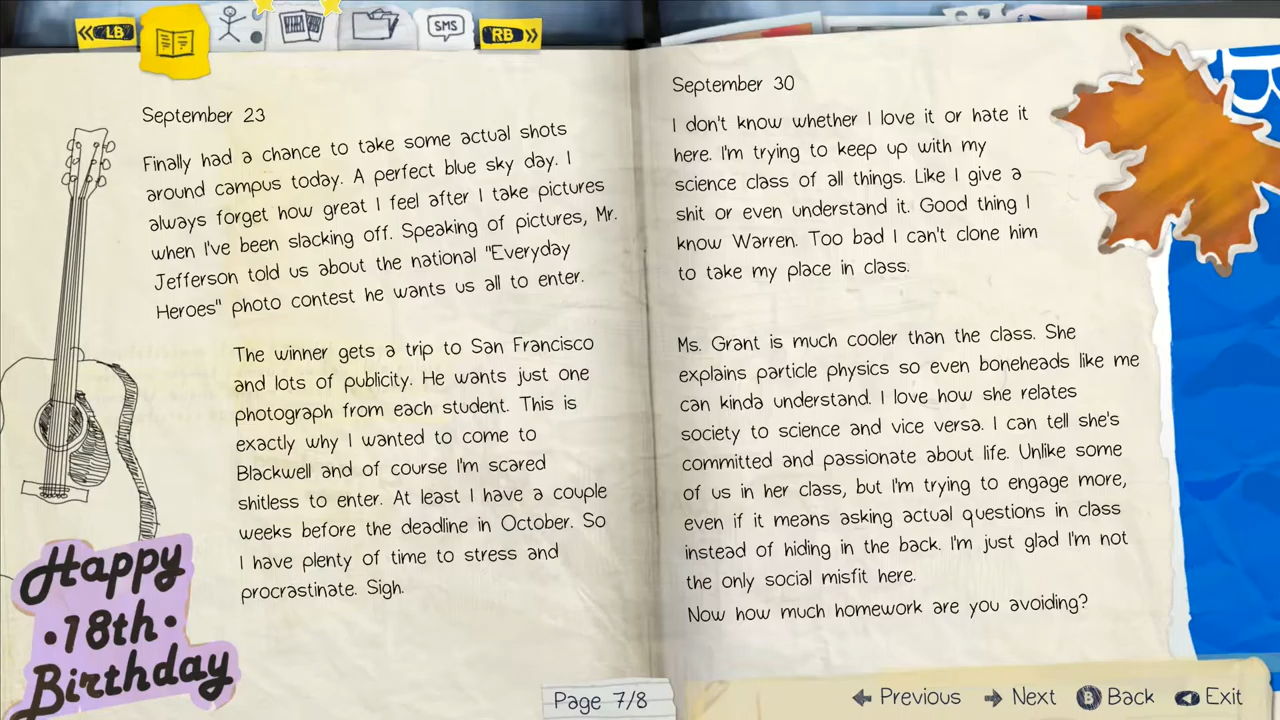 LB
SMS
RB
September 23
Finally had a chance to take some actual shots
around campus today. A perfect blue sky day. I
always forget how great I feel after I take pictures
when I've been slacking off. Speaking of pictures, Mr.
Jefferson told us about the national "Everyday
Heroes" photo contest he wants us all to enter.
The winner gets a trip to San Francisco
and lots of publicity. He wants just one
photograph from each student. This is
exactly why I wanted to come to
Blackwell and of course I'm scared
shitless to enter. At least I have a couple
weeks before the deadline in October. So
I have plenty of time to stress and
procrastinate. Sigh.
Happy
•18th•
Birthday
September 30
I don't know whether I love it or hate it
here. I'm trying to keep up with my
science class of all things. Like I give a
shit or even understand it. Good thing I
know Warren. Too bad I can't clone him
to take my place in class.
Ms. Grant is much cooler than the class. She
explains particle physics so even boneheads like me
can kinda understand. I love how she relates
society to science and vice versa. I can tell she's
committed and passionate about life. Unlike some
of us in her class, but I'm trying to engage more,
even if it means asking actual questions in class
instead of hiding in the back. I'm just glad I'm not
the only social misfit here.
Now how much homework are you avoiding?
Page 7/8
Previous
Next
B Back
Exit